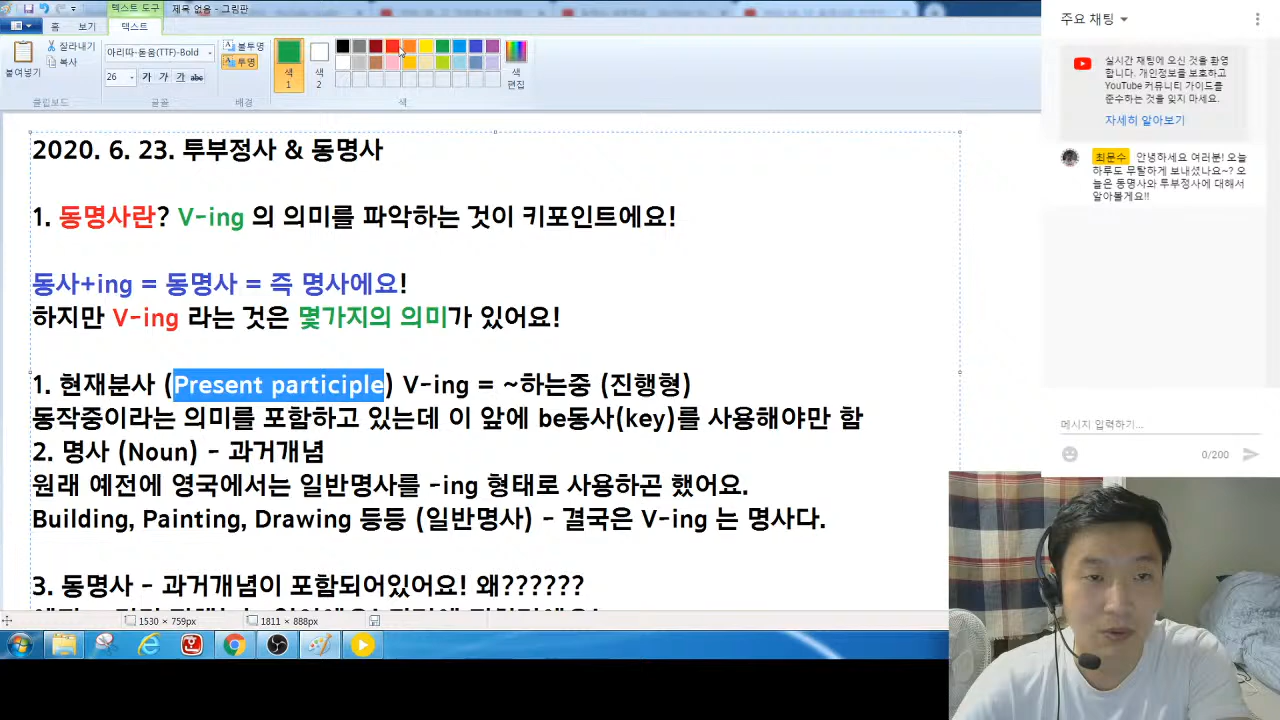 텍스트 도구
제목 없음 - 그림판
홈
보기
텍스트
붙여넣기
잘라내기
복사
클립보드
아리따-돋움(TTF)-Bold
26
가 가 가 abc
글꼴
불투명
투명
배경
색
1
색
2
색
편집
색
2020. 6. 23. 투부정사 & 동명사
1. 동명사란? V-ing 의 의미를 파악하는 것이 키포인트에요!
동사+ing = 동명사 = 즉 명사에요!
하지만 V-ing 라는 것은 몇가지의 의미가 있어요!
1. 현재분사 (Present participle) V-ing = ~하는중 (진행형)
동작중이라는 의미를 포함하고 있는데 이 앞에 be동사(key)를 사용해야만 함
2. 명사 (Noun) - 과거개념
원래 예전에 영국에서는 일반명사를 -ing 형태로 사용하곤 했어요.
Building, Painting, Drawing 등등 (일반명사) - 결국은 V-ing 는 명사다.
3. 동명사 - 과거개념이 포함되어있어요! 왜??????
1530 × 759px
1811 × 888px
주요 채팅
실시간 채팅에 오신 것을 환영
합니다. 개인정보를 보호하고
YouTube 커뮤니티 가이드를
준수하는 것을 잊지 마세요.
자세히 알아보기
최문수 안녕하세요 여러분! 오늘
하루도 무탈하게 보내셨나요~? 오
늘은 동명사와 투부정사에 대해서
알아볼게요!!
메시지 입력하기...
0/200